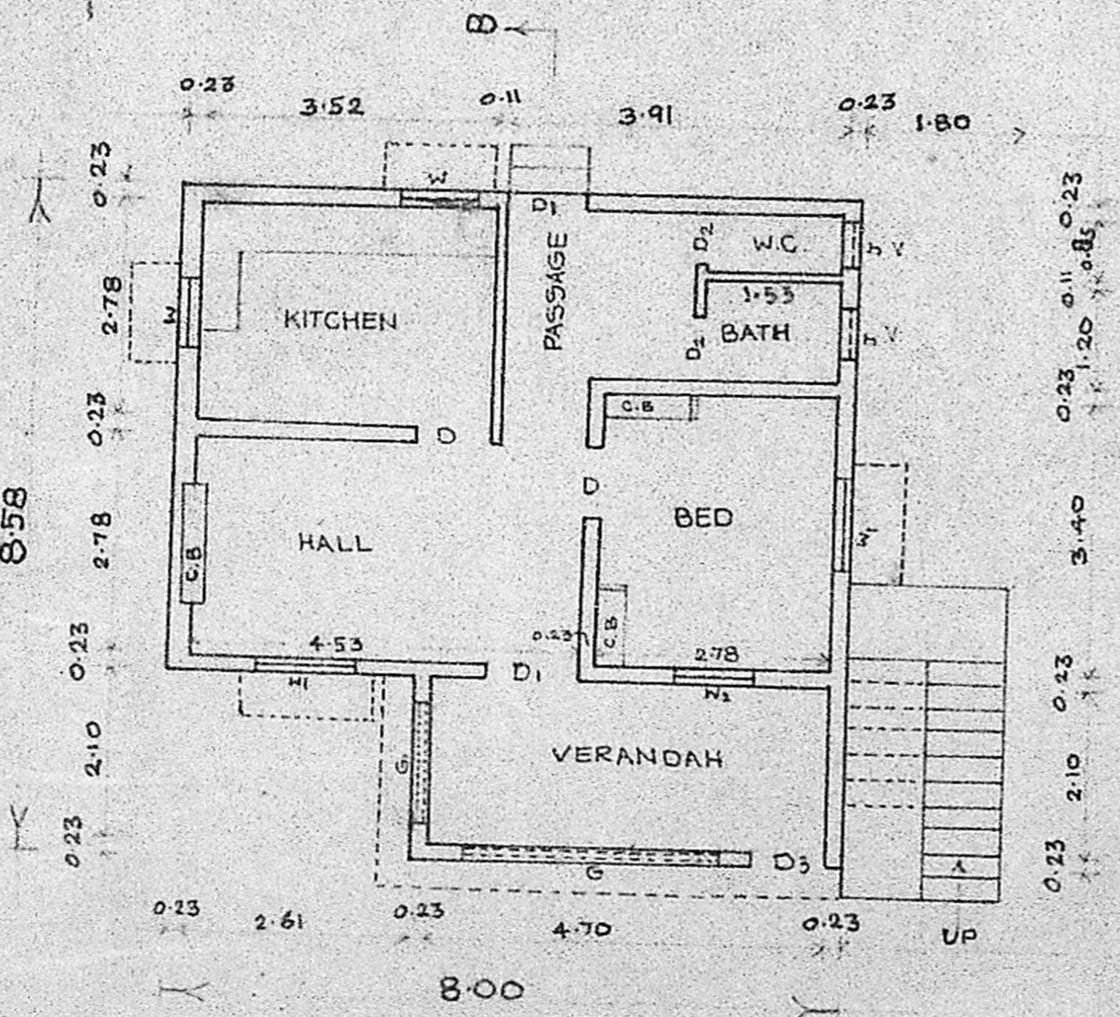 B
0.23 3.52 0.11 3.91 0.23 1.80
0.23
2.78
0.23
2.78
0.23
2.10
0.23
8.58
W
D1
PASSAGE
D2
W.C.
V
1.53
KITCHEN
W
D2
BATH
V
C.B
D
D
HALL
BED
W1
C.B
C.B
0.23
4.53
2.78
D1
W1
VERANDAH
G
G
D3
UP
0.23
0.11
1.20
0.23
3.40
0.23
2.10
0.23
0.23 2.61 0.23 4.70 0.23
8.00